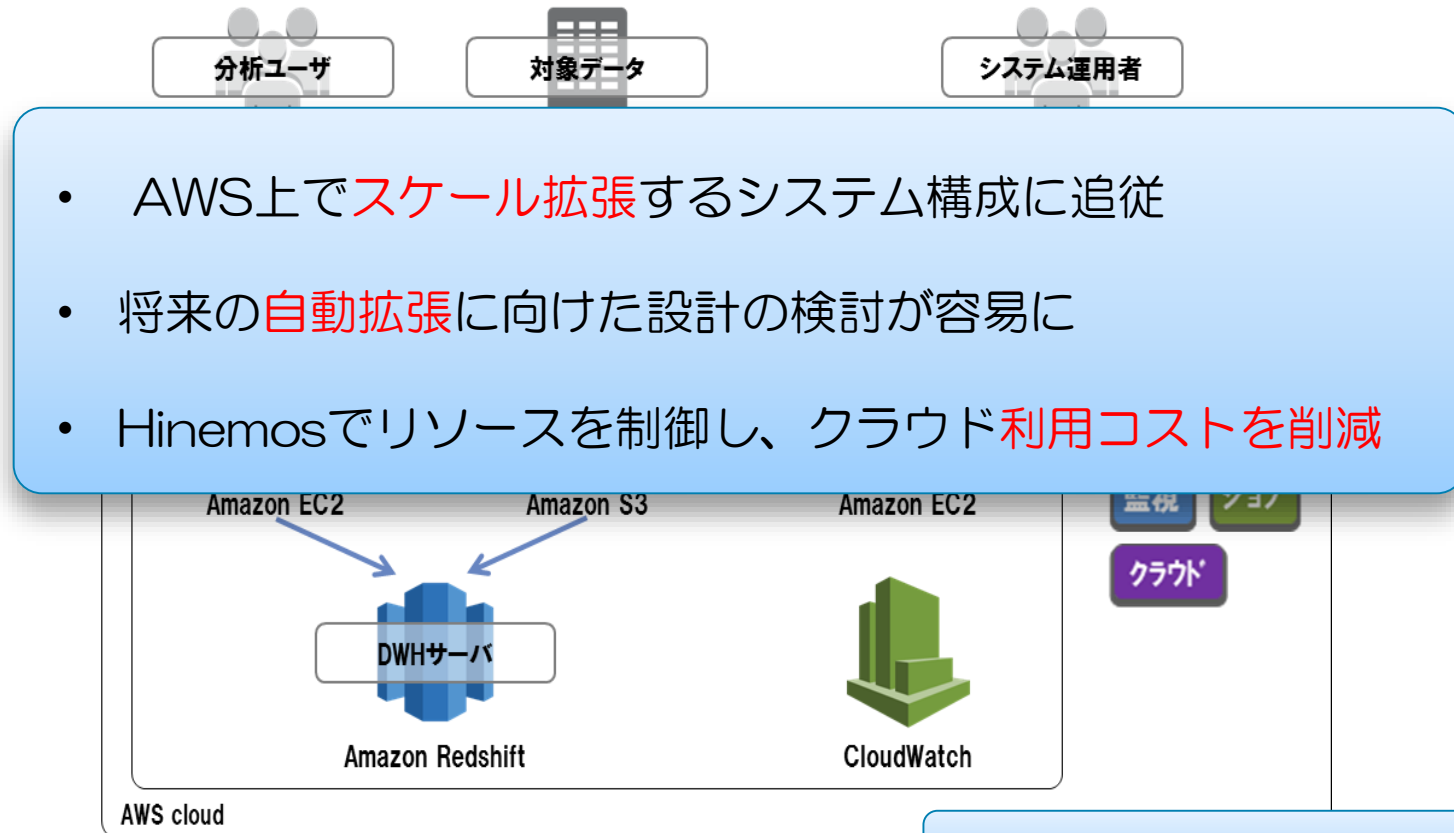 分析ユーザ
対象データ
システム運用者
• AWS上でスケール拡張するシステム構成に追従
• 将来の自動拡張に向けた設計の検討が容易に
• Hinemosでリソースを制御し、クラウド利用コストを削減
Amazon EC2
Amazon S3
Amazon EC2
監視
ション
クラウド
DWHサーバ
Amazon Redshift
CloudWatch
AWS cloud